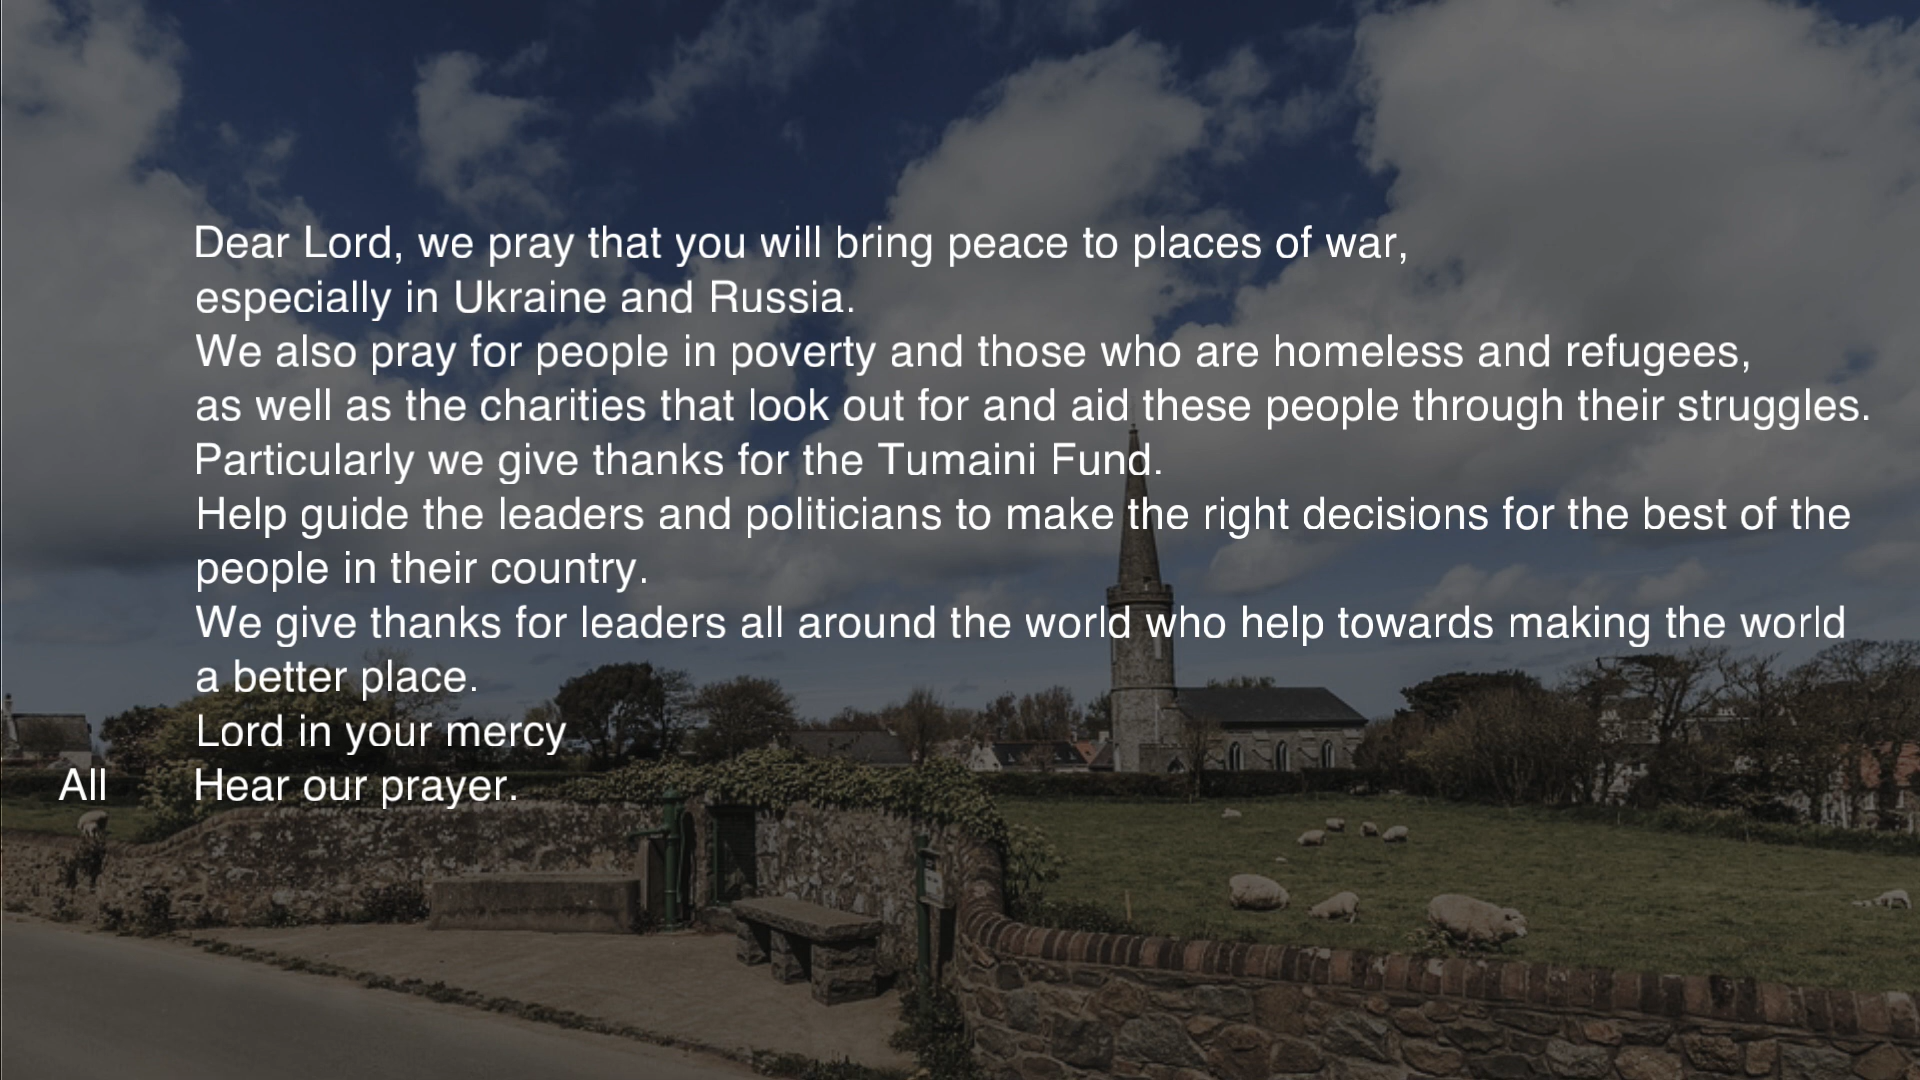 Dear Lord, we pray that you will bring peace to places of war,
especially in Ukraine and Russia.
We also pray for people in poverty and those who are homeless and refugees,
as well as the charities that look out for and aid these people through their struggles.
Particularly we give thanks for the Tumaini Fund.
Help guide the leaders and politicians to make the right decisions for the best of the
people in their country.
We give thanks for leaders all around the world who help towards making the world
a better place.
Lord in your mercy
All Hear our prayer.